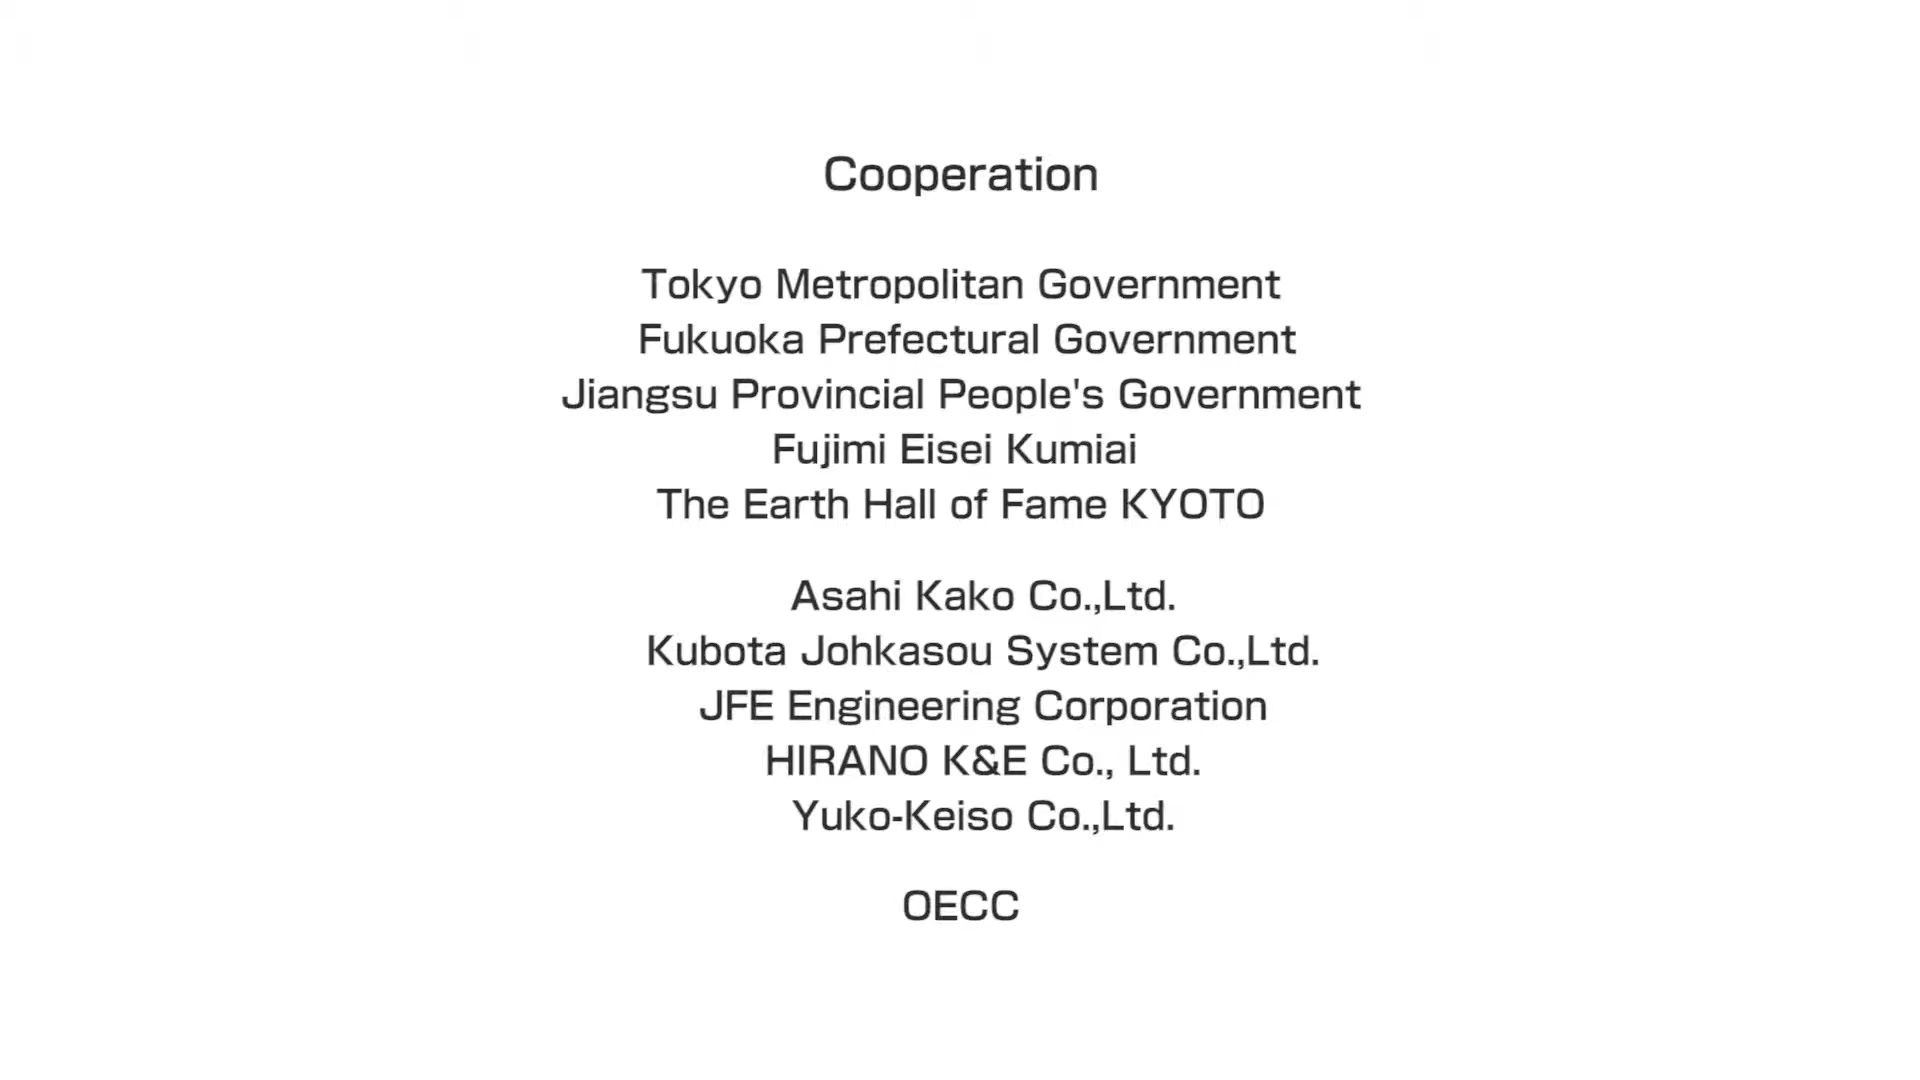 Cooperation
Tokyo Metropolitan Government
Fukuoka Prefectural Government
Jiangsu Provincial People's Government
Fujimi Eisei Kumiai
The Earth Hall of Fame KYOTO
Asahi Kako Co.,Ltd.
Kubota Johkasou System Co.,Ltd.
JFE Engineering Corporation
HIRANO K&E Co., Ltd.
Yuko-Keiso Co.,Ltd.
OECC